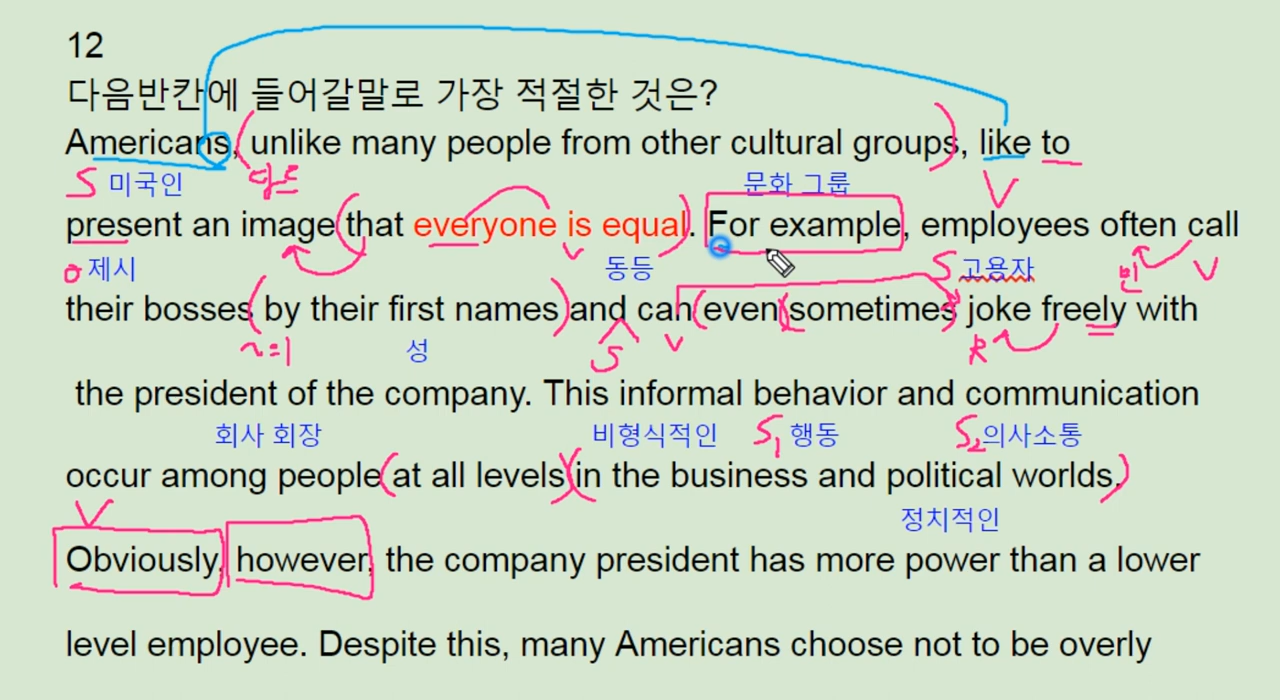 12
다음반칸에 들어갈말로 가장 적절한 것은?
Americans, (unlike many people from other cultural groups), like to
S 미국인 다른 문화 그룹 V
present an image (that everyone is equal). For example, employees often call
o 제시 v 동등 S 고용자 빈 V
their bosses (by their first names) and can (even (sometimes) joke freely with
~=1 성 S v R
the president of the company. This informal behavior and communication
회사 회장 비형식적인 S1 행동 S2 의사소통
occur among people (at all levels) (in the business and political worlds.)
V 정치적인
Obviously, however, the company president has more power than a lower
level employee. Despite this, many Americans choose not to be overly